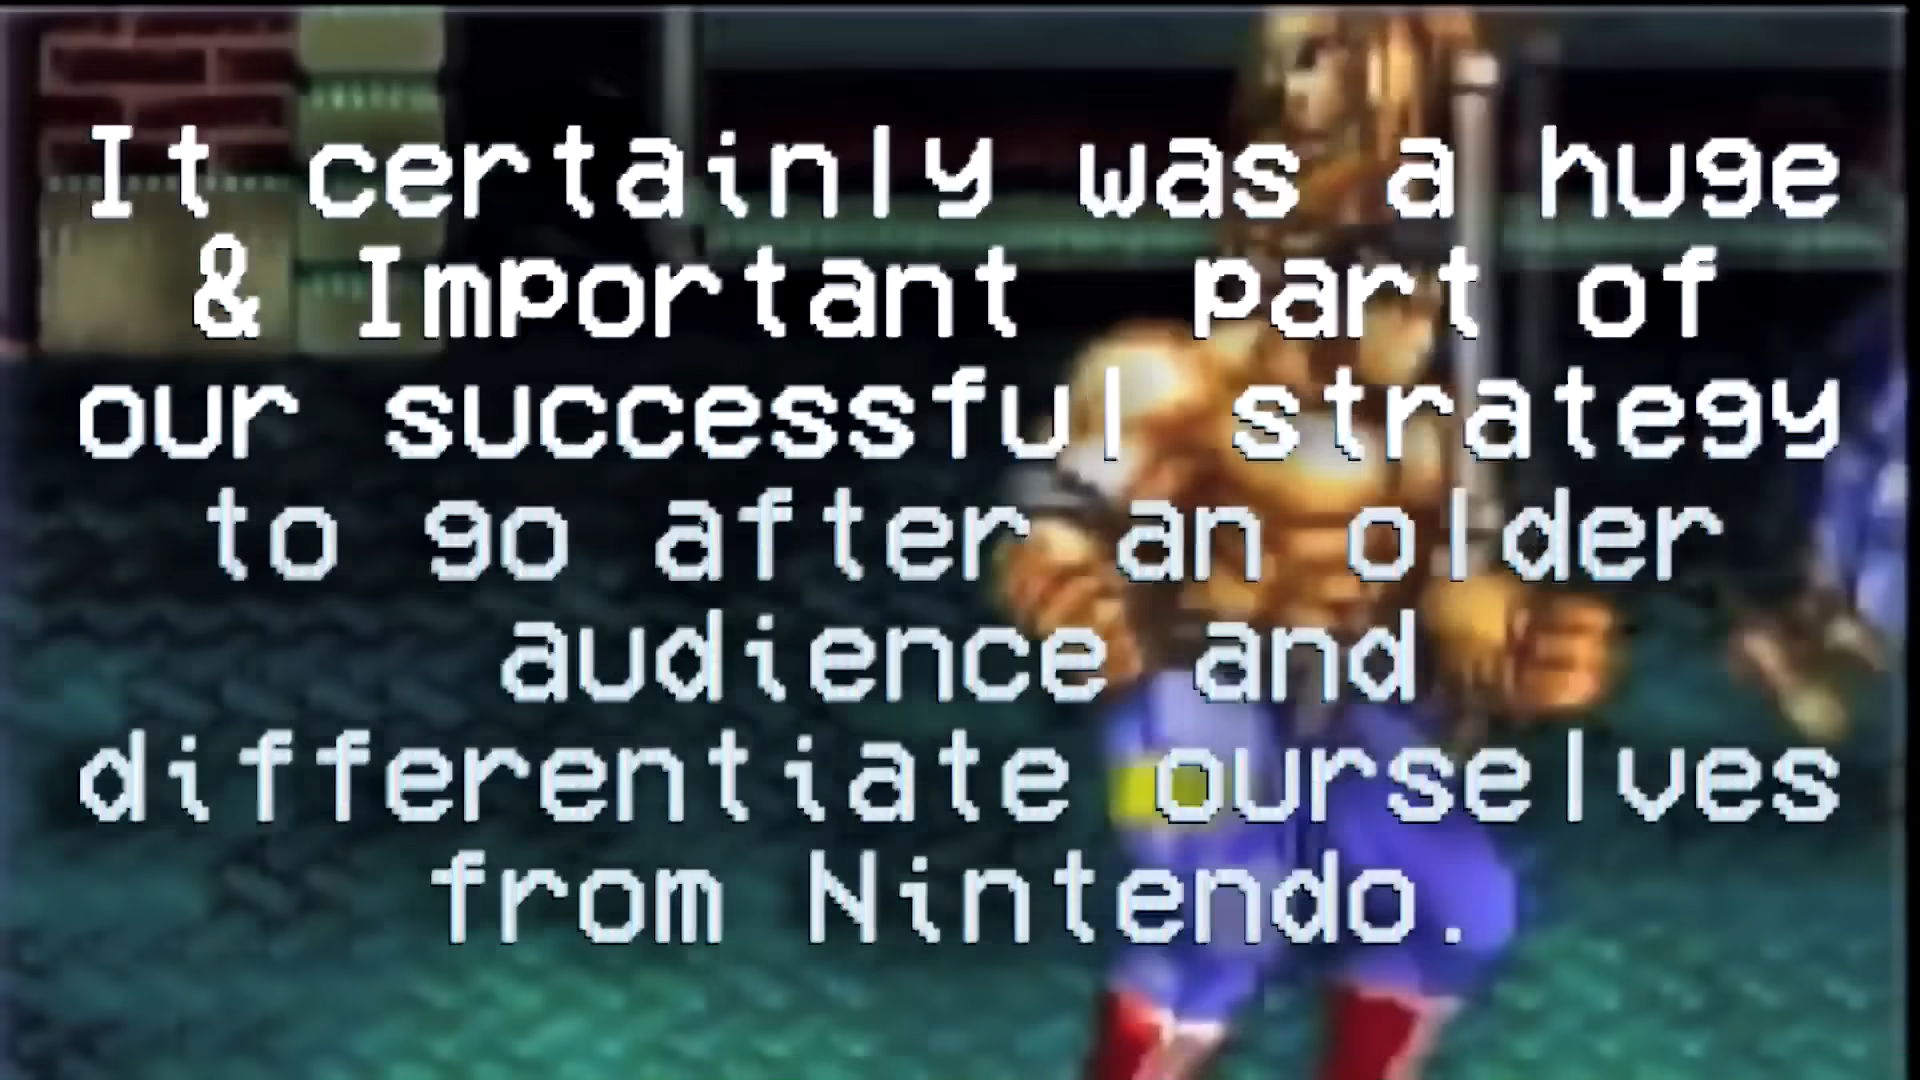 It certainly was a huge
& Important part of
our successful strategy
to go after an older
audience and
differentiate ourselves
from Nintendo.